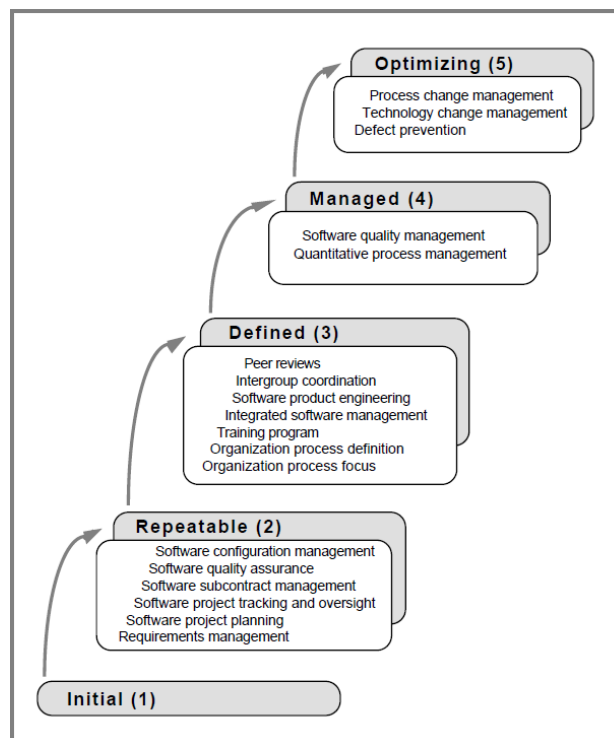 Optimizing (5)
Process change management
Technology change management
Defect prevention
Managed (4)
Software quality management
Quantitative process management
Defined (3)
Peer reviews
Intergroup coordination
Software product engineering
Integrated software management
Training program
Organization process definition
Organization process focus
Repeatable (2)
Software configuration management
Software quality assurance
Software subcontract management
Software project tracking and oversight
Software project planning
Requirements management
Initial (1)